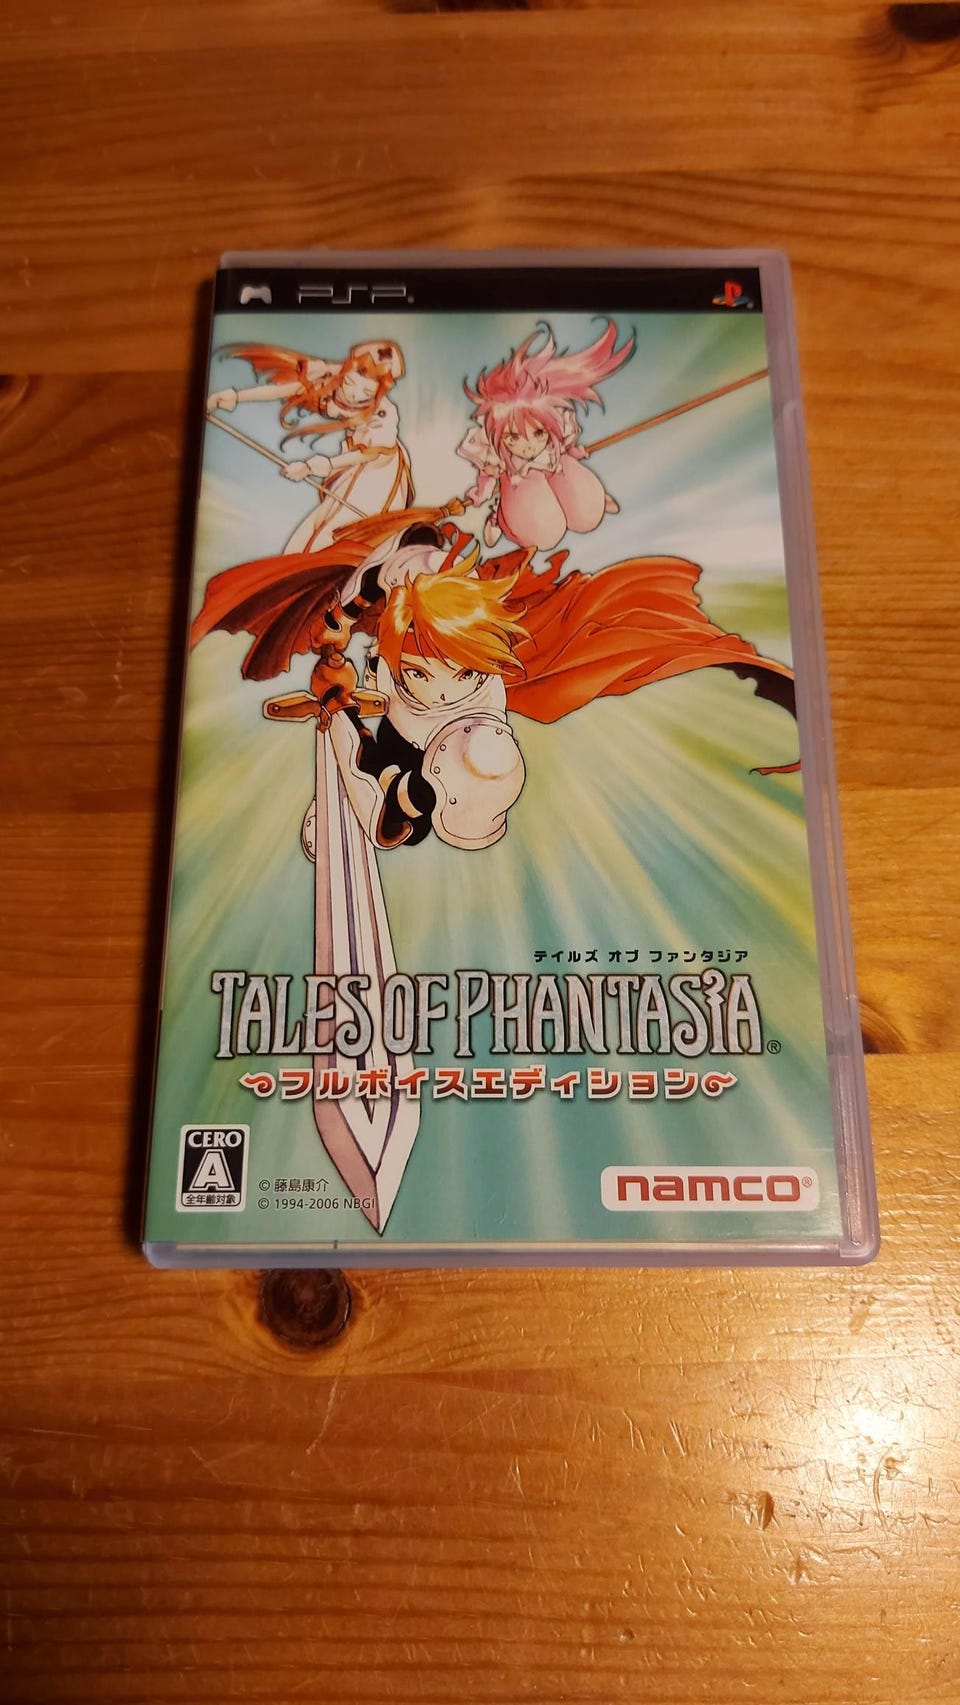 PSP
テイルズ オブ ファンタジア
TALES OF PHANTASIA®
～フルボイスエディション～
CERO
A
全年齢対象
© 藤島康介
© 1994-2006 NBGI
namco®